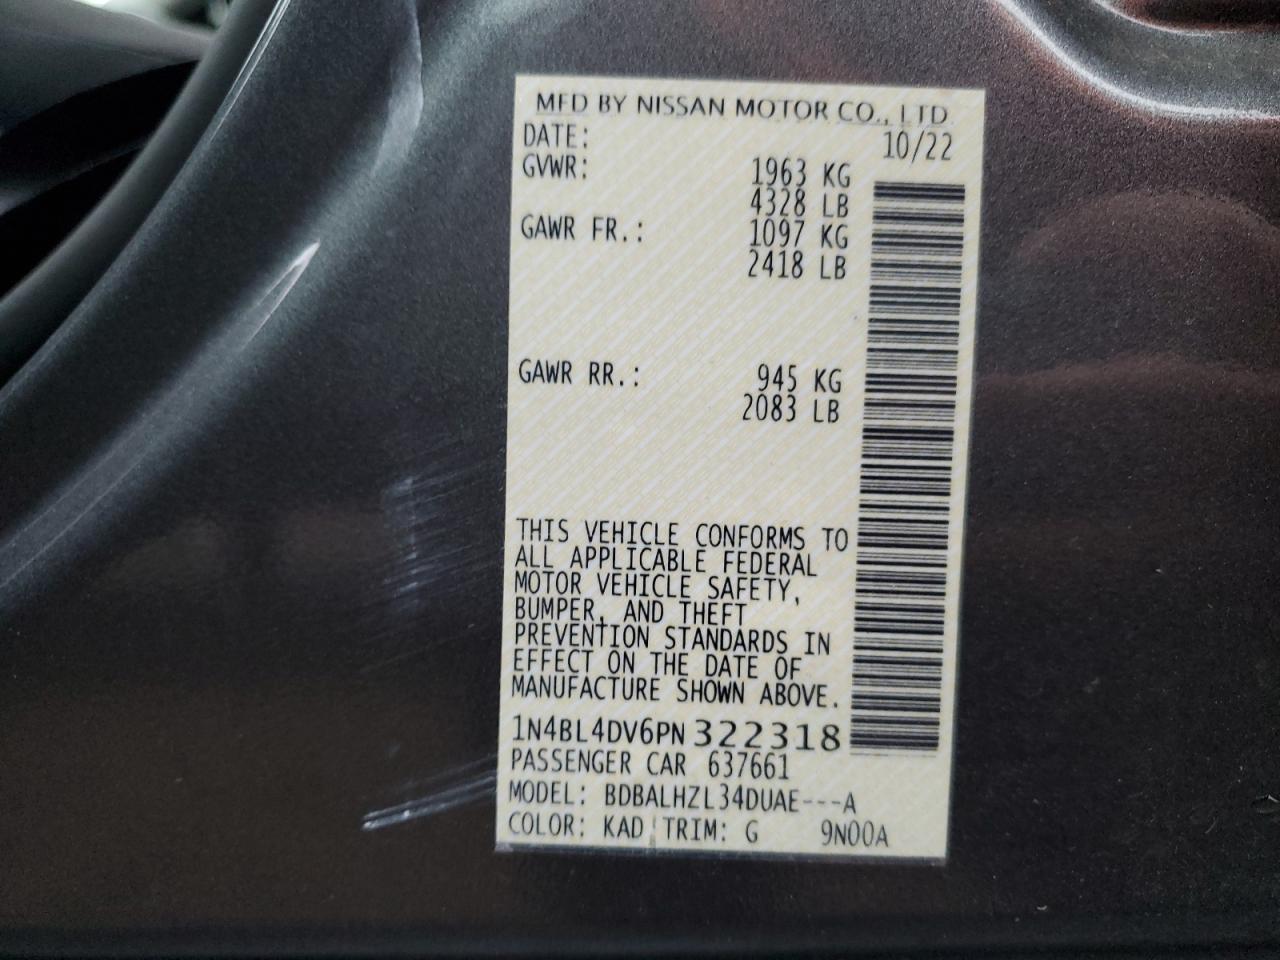 MFD BY NISSAN MOTOR CO., LTD.
DATE: 10/22
GVWR: 1963 KG
4328 LB
GAWR FR.: 1097 KG
2418 LB
GAWR RR.: 945 KG
2083 LB
THIS VEHICLE CONFORMS TO
ALL APPLICABLE FEDERAL
MOTOR VEHICLE SAFETY,
BUMPER, AND THEFT
PREVENTION STANDARDS IN
EFFECT ON THE DATE OF
MANUFACTURE SHOWN ABOVE.
1N4BL4DV6PN322318
PASSENGER CAR 637661
MODEL: BDBALHZL34DUAE---A
COLOR: KAD TRIM: G 9N00A